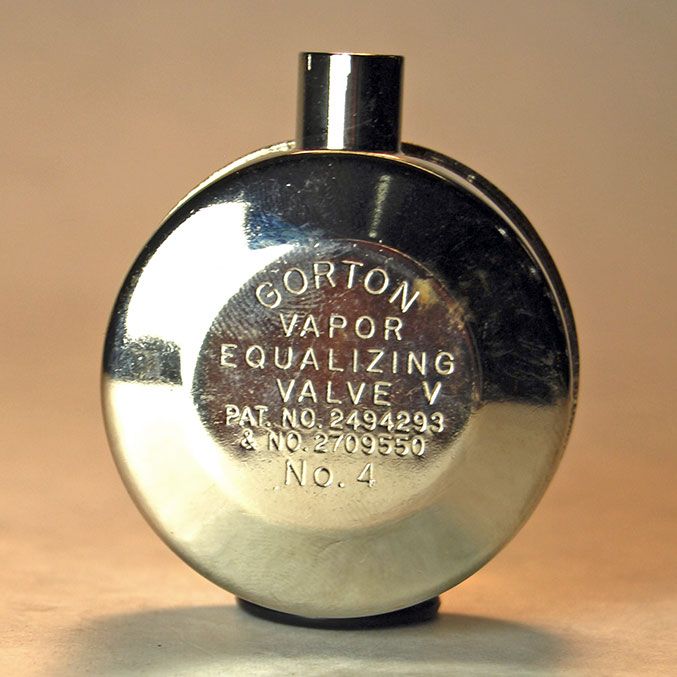 GORTON
VAPOR
EQUALIZING
VALVE V
PAT. NO. 2494293
& NO. 2709550
No. 4